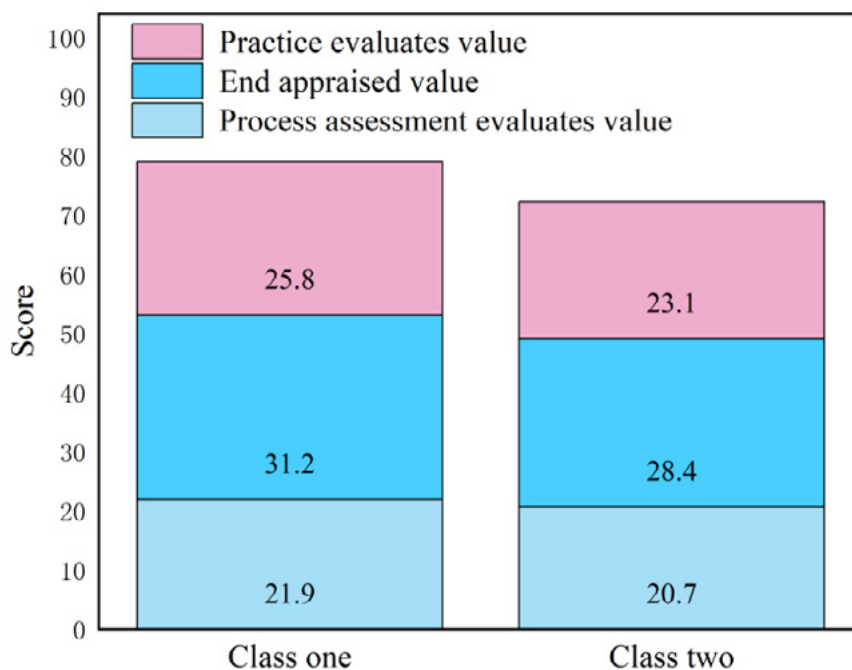 100
90
80
70
60
50
40
30
20
10
0
Score
Practice evaluates value
End appraised value
Process assessment evaluates value
25.8
31.2
21.9
23.1
28.4
20.7
Class one
Class two